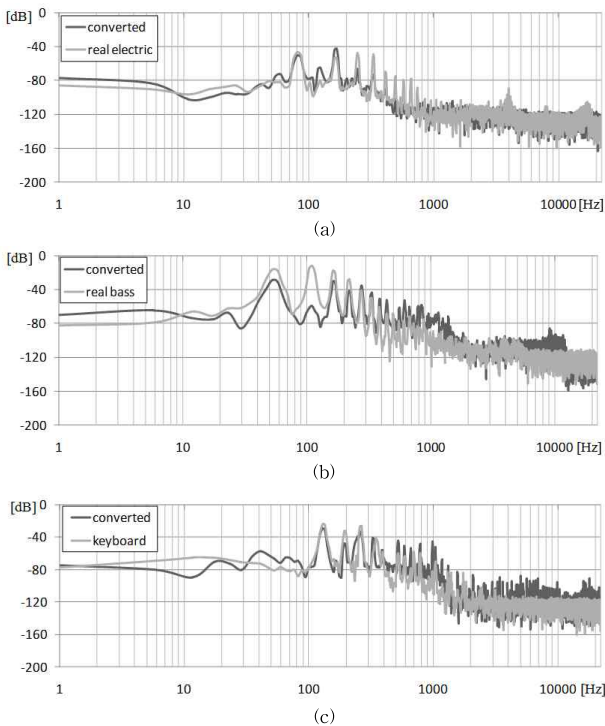 [dB] 0
converted
real electric
-40
-80
-120
-160
-200
1 10 100 1000 10000 [Hz]
(a)
[dB] 0
converted
real bass
-40
-80
-120
-160
-200
1 10 100 1000 10000 [Hz]
(b)
[dB] 0
converted
keyboard
-40
-80
-120
-160
-200
1 10 100 1000 10000 [Hz]
(c)